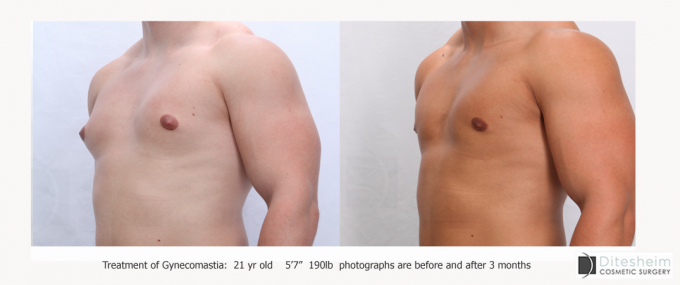 Treatment of Gynecomastia: 21 yr old 5'7" 190lb photographs are before and after 3 months
Ditesheim
COSMETIC SURGERY